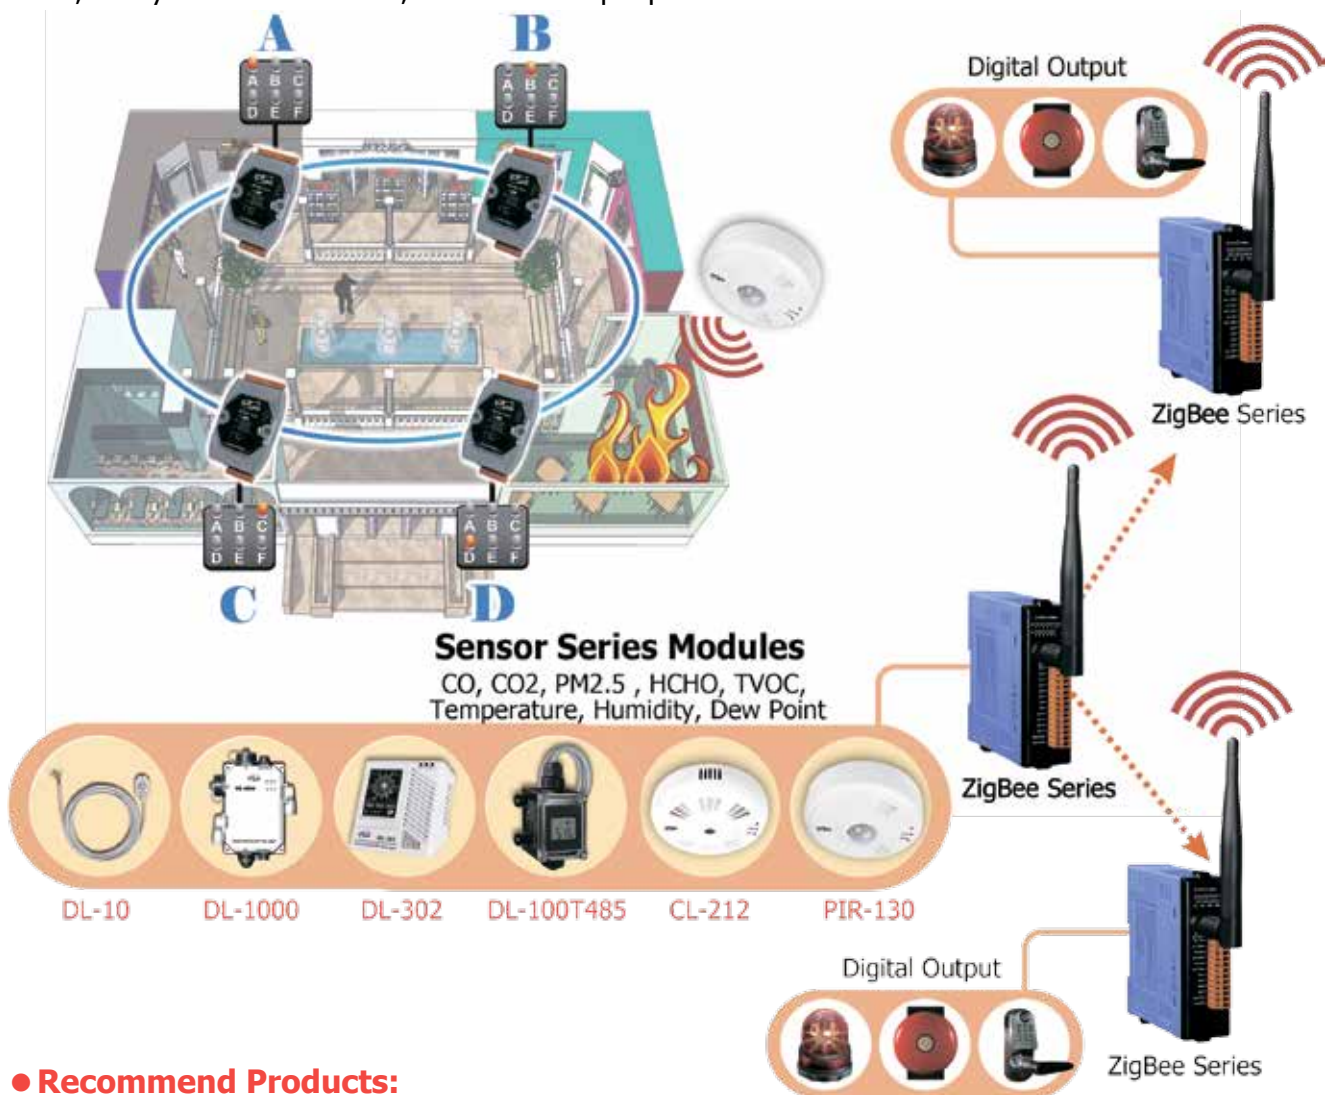 A
B
A B C
D E F
A B C
D E F
Digital Output
ZigBee Series
A B C
D E F
A B C
D E F
C
D
Sensor Series Modules
CO, CO2, PM2.5 , HCHO, TVOC,
Temperature, Humidity, Dew Point
ZigBee Series
DL-10
DL-1000
DL-302
DL-100T485
CL-212
PIR-130
Digital Output
ZigBee Series
● Recommend Products: